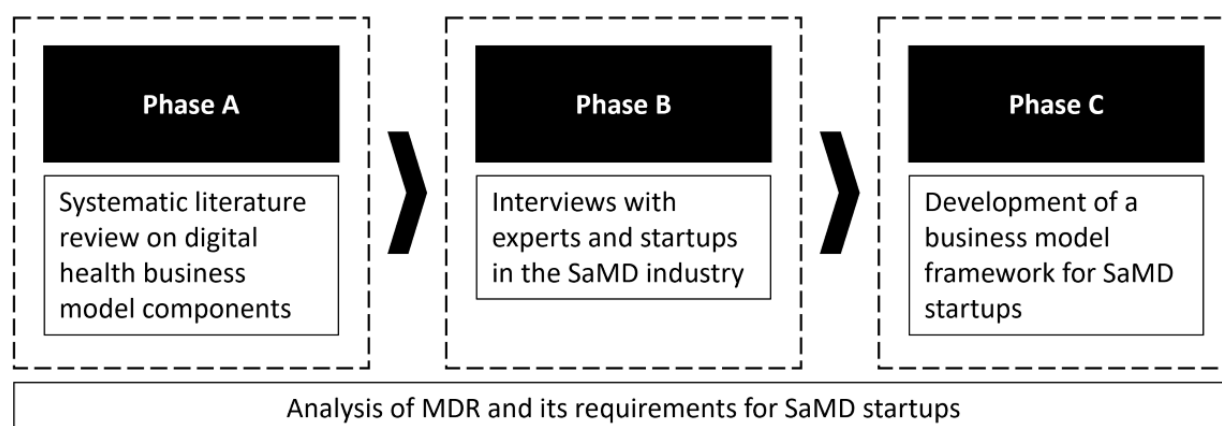 Phase A
Systematic literature
review on digital
health business
model components
Phase B
Interviews with
experts and startups
in the SaMD industry
Phase C
Development of a
business model
framework for SaMD
startups
Analysis of MDR and its requirements for SaMD startups